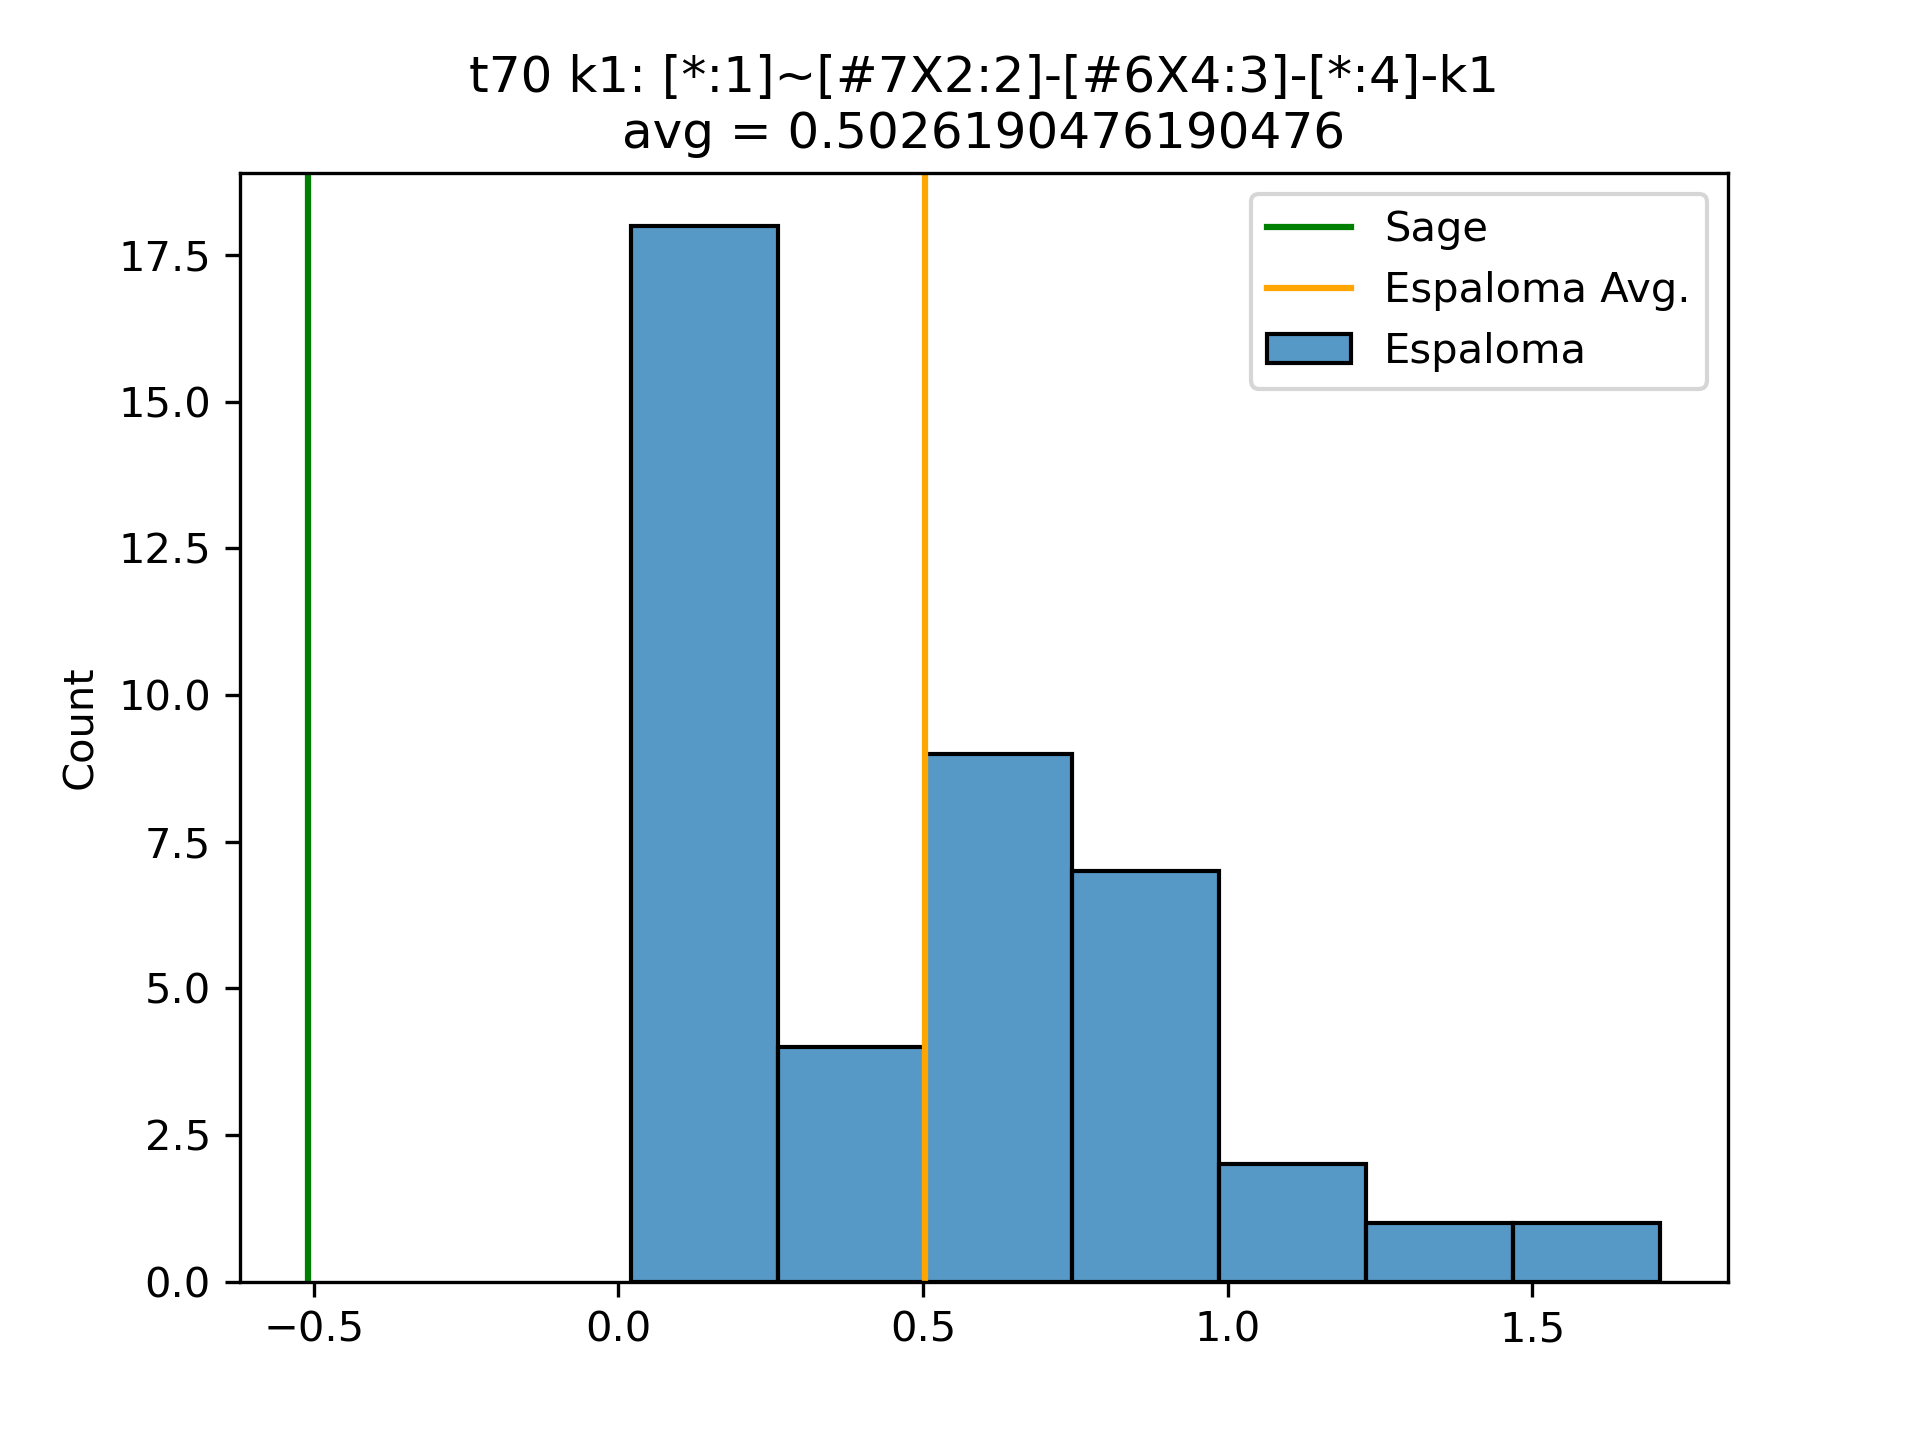 t70 k1: [*:1]~[#7X2:2]-[#6X4:3]-[*:4]-k1
avg = 0.5026190476190476
Sage
Espaloma Avg.
Espaloma
17.5
15.0
12.5
10.0
7.5
5.0
2.5
0.0
Count
−0.5 0.0 0.5 1.0 1.5